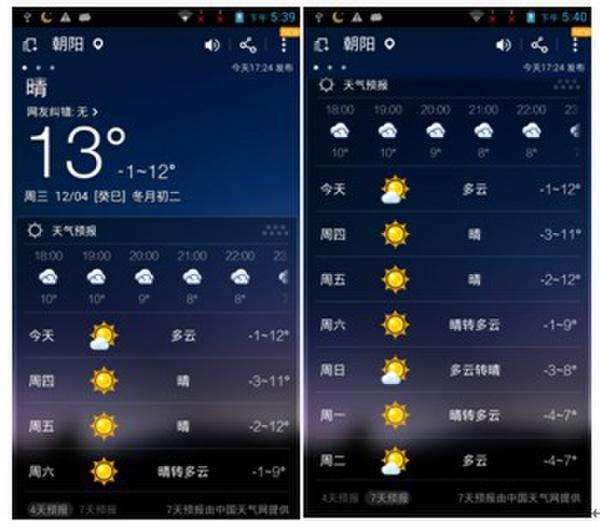 下午 5:39
朝阳
NEW
今天17:24 发布
晴
网友纠错: 无 >
13°
-1~12°
周三 12/04 [癸巳] 冬月初二
天气预报
18:00 19:00 20:00 21:00 22:00 23
10° 10° 9° 8° 8° 7
今天 多云 -1~12°
周四 晴 -3~11°
周五 晴 -2~12°
周六 晴转多云 -1~9°
4天预报 7天预报 7天预报由中国天气网提供
下午 5:40
朝阳
NEW
今天17:24 发布
天气预报
18:00 19:00 20:00 21:00 22:00 23
10° 10° 9° 8° 8° 7
今天 多云 -1~12°
周四 晴 -3~11°
周五 晴 -2~12°
周六 晴转多云 -1~9°
周日 多云转晴 -3~8°
周一 晴转多云 -4~7°
周二 多云 -4~7°
4天预报 7天预报 7天预报由中国天气网提供